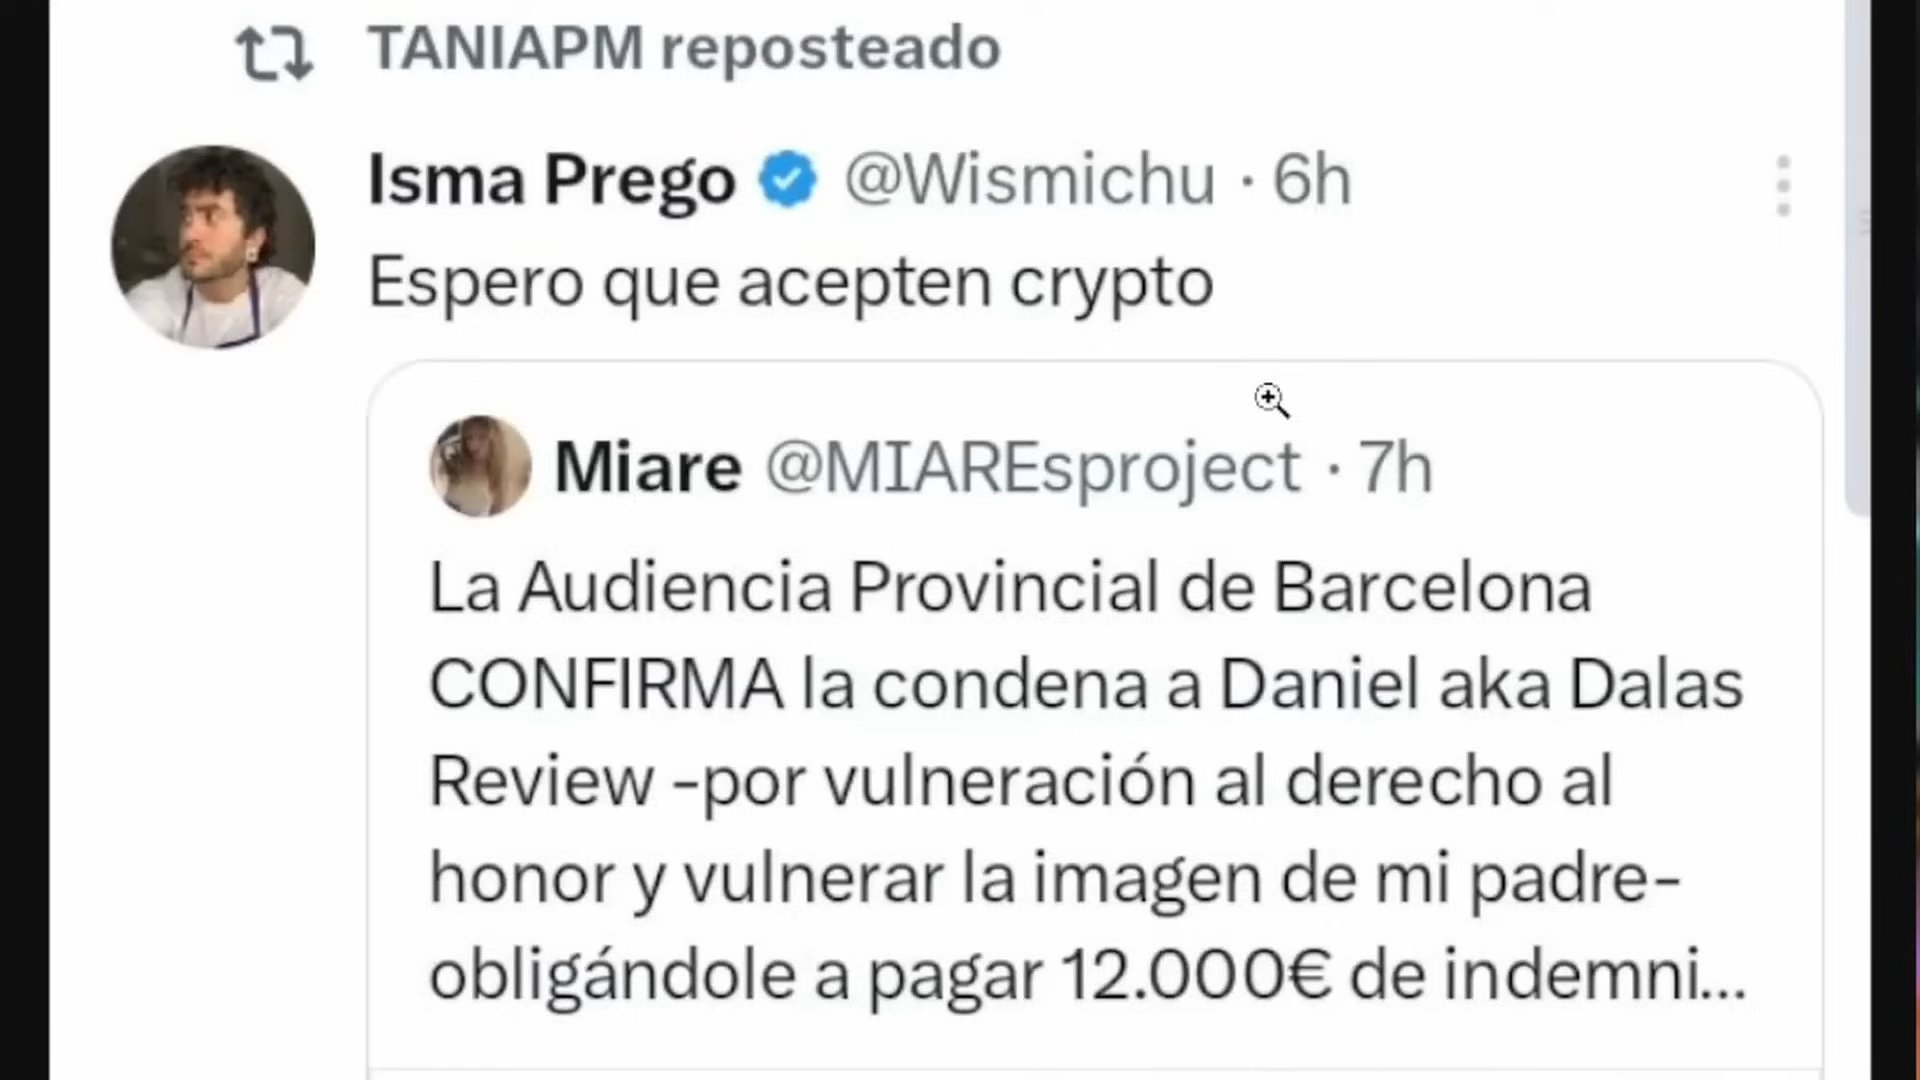 TANIAPM reposteado
Isma Prego @Wismichu · 6h
Espero que acepten crypto
Miare @MIAREsproject · 7h
La Audiencia Provincial de Barcelona
CONFIRMA la condena a Daniel aka Dalas
Review -por vulneración al derecho al
honor y vulnerar la imagen de mi padre-
obligándole a pagar 12.000€ de indemni...